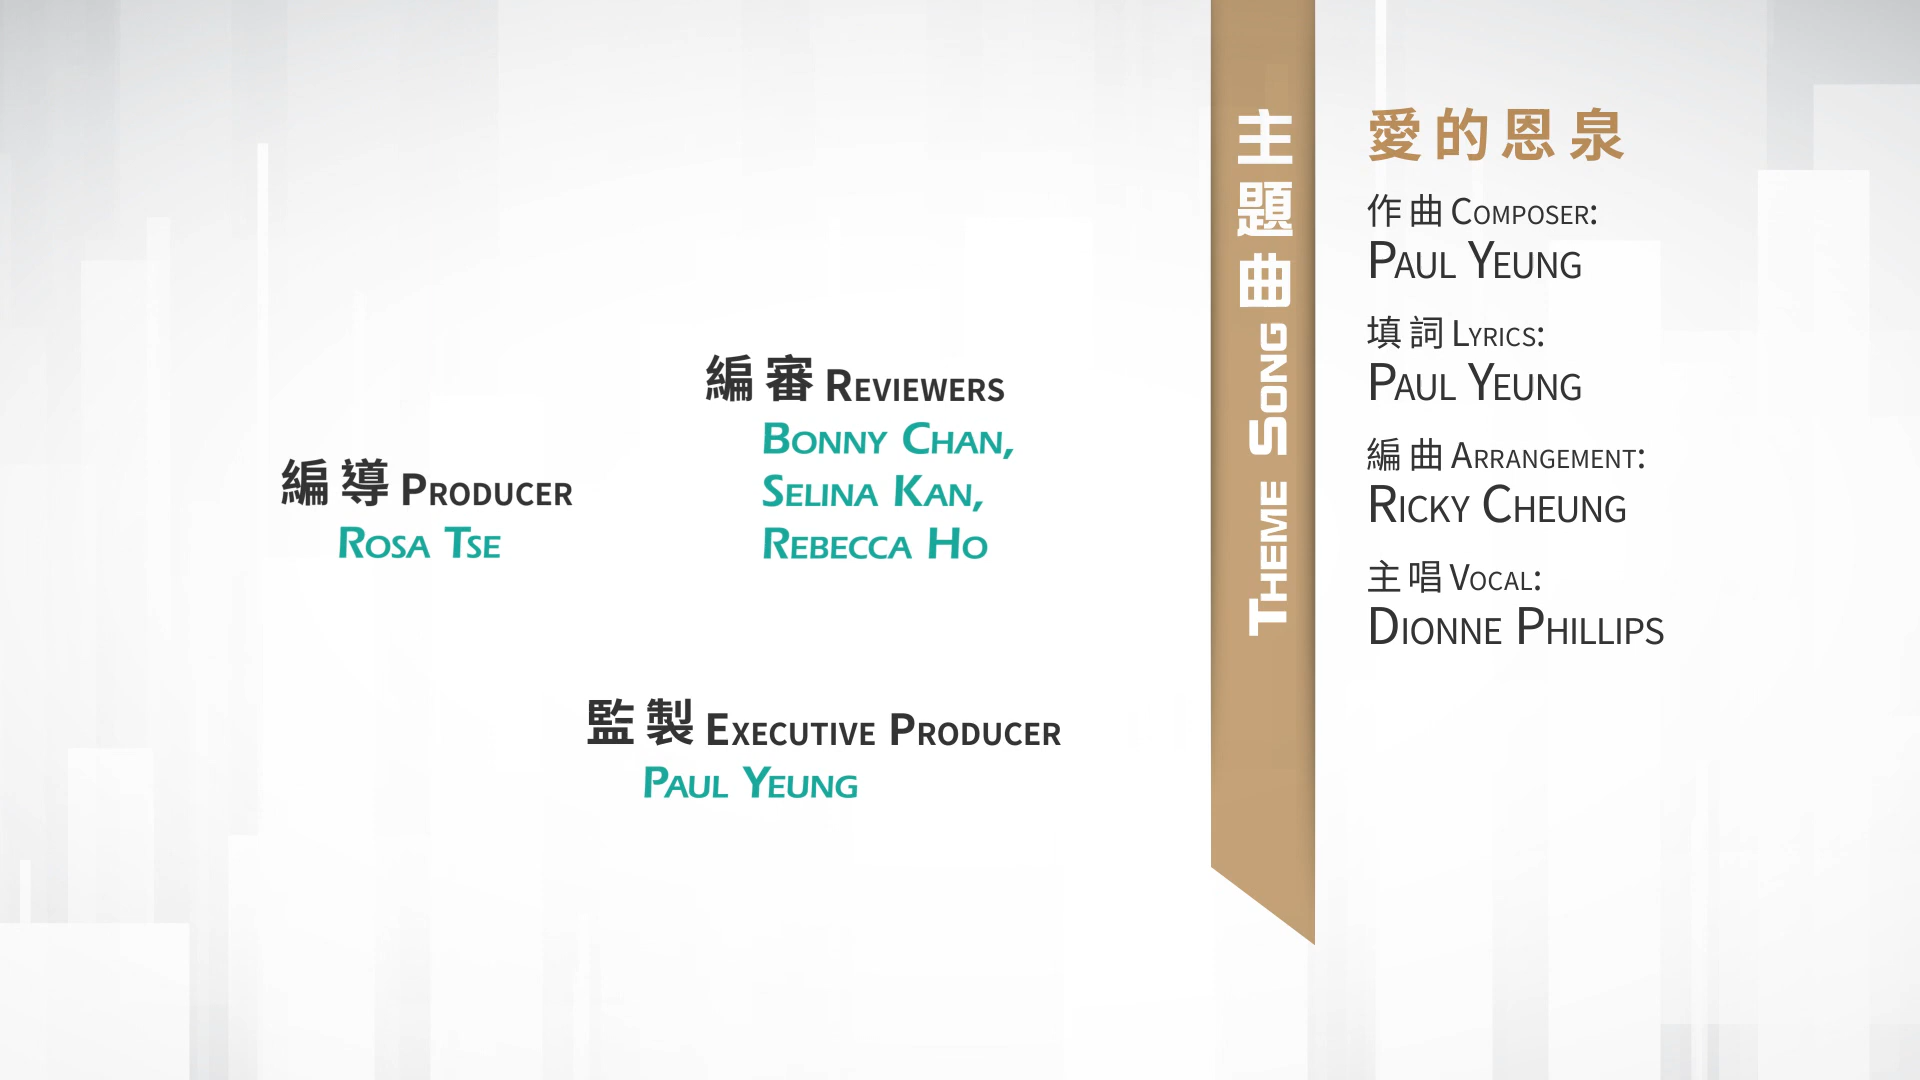 編導 Producer
Rosa Tse
編審 Reviewers
Bonny Chan,
Selina Kan,
Rebecca Ho
監製 Executive Producer
Paul Yeung
主題曲 Theme Song
愛的恩泉
作曲 Composer:
Paul Yeung
填詞 Lyrics:
Paul Yeung
編曲 Arrangement:
Ricky Cheung
主唱 Vocal:
Dionne Phillips